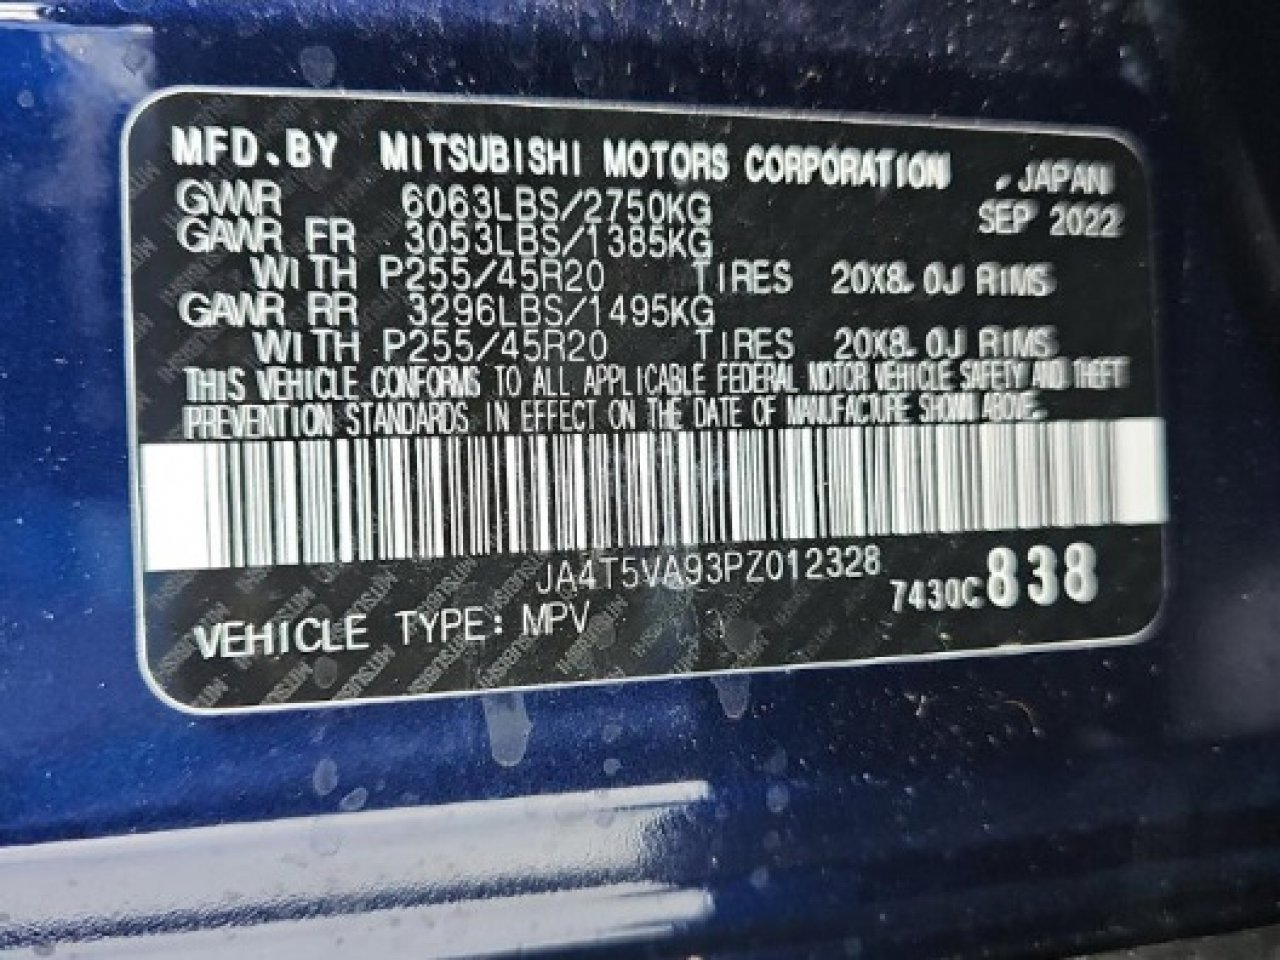 MFD.BY MITSUBISHI MOTORS CORPORATION , JAPAN
GVWR 6063LBS/2750KG SEP 2022
GAWR FR 3053LBS/1385KG
WITH P255/45R20 TIRES 20X8.0J RIMS
GAWR RR 3296LBS/1495KG
WITH P255/45R20 TIRES 20X8.0J RIMS
THIS VEHICLE CONFORMS TO ALL APPLICABLE FEDERAL MOTOR VEHICLE SAFETY AND THEFT
PREVENTION STANDARDS IN EFFECT ON THE DATE OF MANUFACTURE SHOWN ABOVE.
JA4T5VA93PZ012328
7430C 838
VEHICLE TYPE: MPV